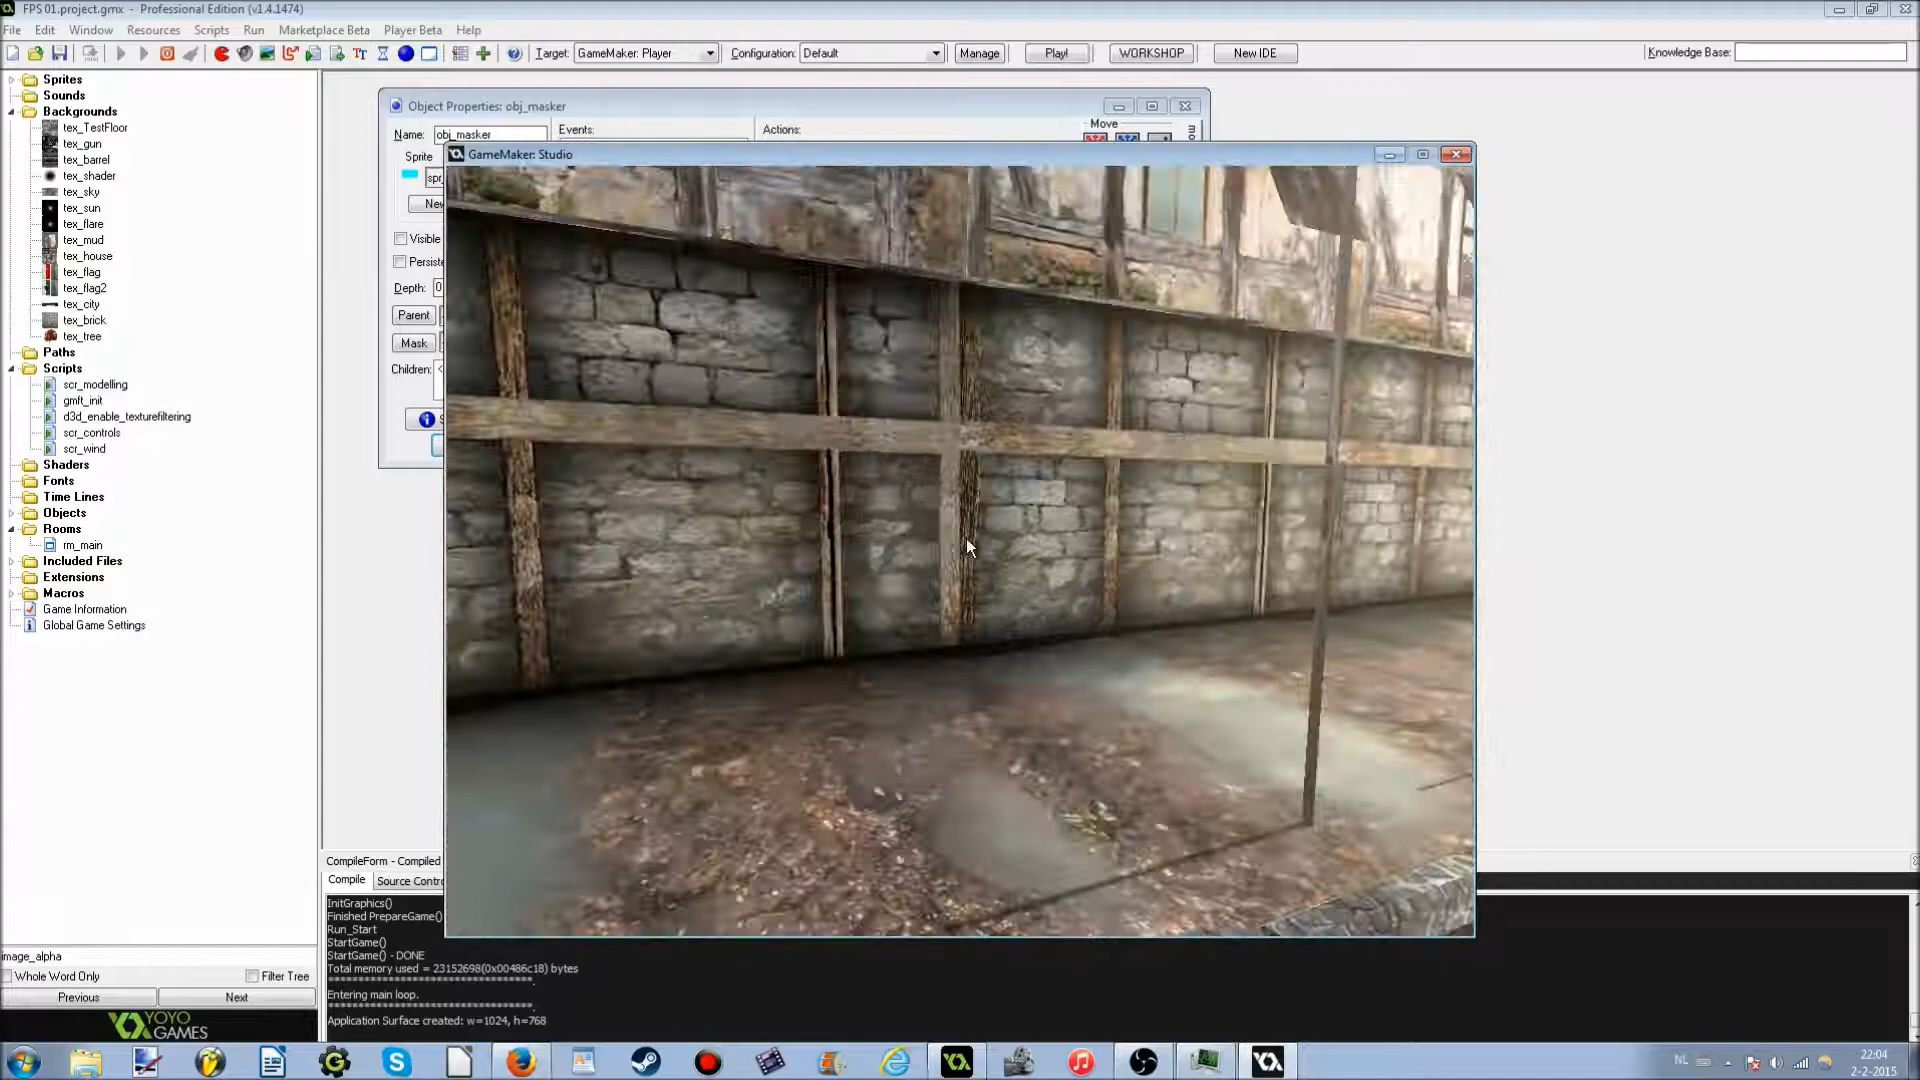 FPS 01.project.gmx - Professional Edition (v1.4.1474)
File Edit Window Resources Scripts Run Marketplace Beta Player Beta Help
Target: GameMaker: Player Configuration: Default Manage Play! WORKSHOP New IDE Knowledge Base:
Sprites
Sounds
Backgrounds
tex_TestFloor
tex_gun
tex_barrel
tex_shader
tex_sky
tex_sun
tex_flare
tex_mud
tex_house
tex_flag
tex_flag2
tex_city
tex_brick
tex_tree
Paths
Scripts
scr_modelling
gmft_init
d3d_enable_texturefiltering
scr_controls
scr_wind
Shaders
Fonts
Time Lines
Objects
Rooms
rm_main
Included Files
Extensions
Macros
Game Information
Global Game Settings
image_alpha
Whole Word Only Filter Tree
Previous Next
YOYO
GAMES
Object Properties: obj_masker
Name: obj_masker Events: Actions: Move
Sprite
spr_
New
Visible
Persiste
Depth: 0
Parent
Mask
Children:
GameMaker: Studio
CompileForm - Compiled
Compile Source Contro
InitGraphics()
Finished PrepareGame()
Run_Start
StartGame()
StartGame() - DONE
Total memory used = 23152698(0x00486c18) bytes
**********************************.
Entering main loop.
**********************************.
Application Surface created: w=1024, h=768
NL
22:04
2-2-2015